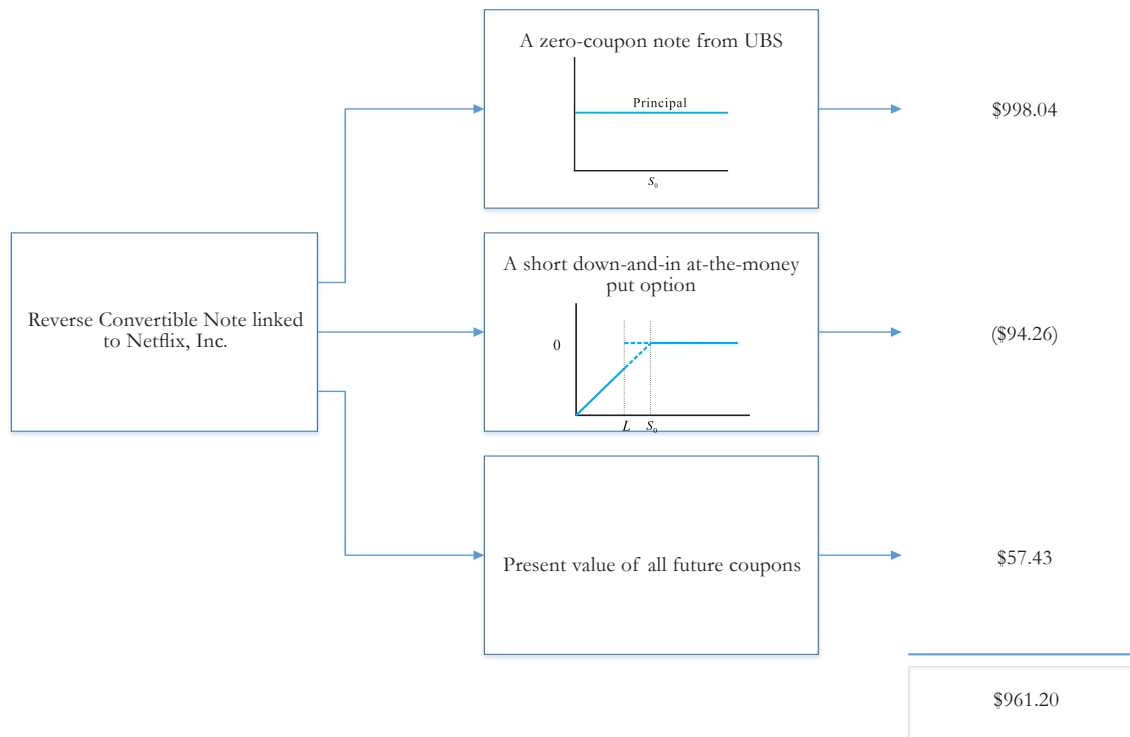 A zero-coupon note from UBS
Principal
S₀
$998.04
Reverse Convertible Note linked
to Netflix, Inc.
A short down-and-in at-the-money
put option
0
L S₀
($94.26)
Present value of all future coupons
$57.43
$961.20